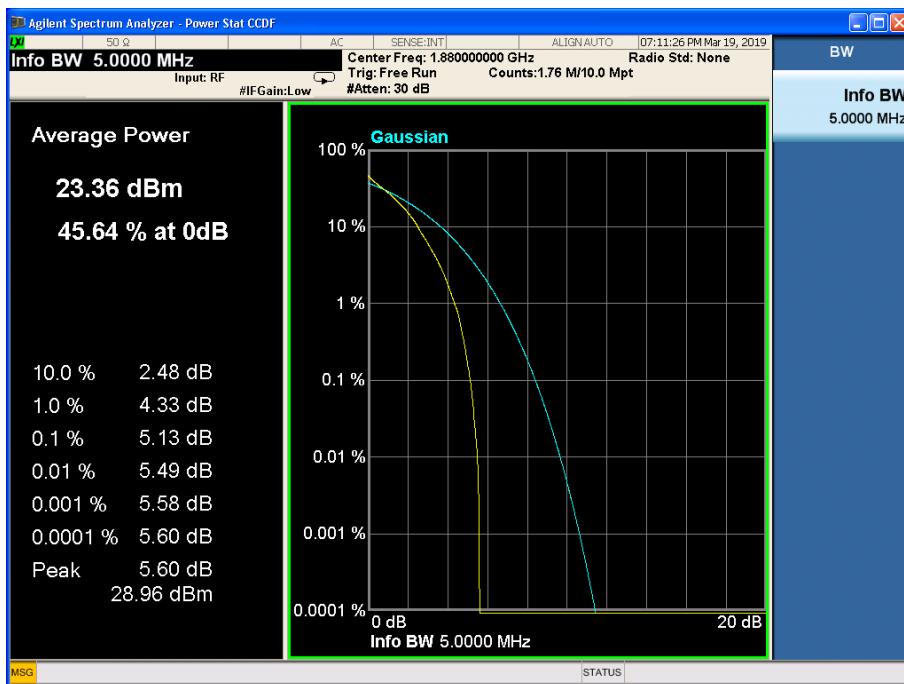 Agilent Spectrum Analyzer - Power Stat CCDF
LXI 50 Ω AC SENSE:INT ALIGN AUTO 07:11:26 PM Mar 19, 2019
Info BW 5.0000 MHz
Center Freq: 1.880000000 GHz Radio Std: None
Input: RF Trig: Free Run Counts:1.76 M/10.0 Mpt
#IFGain:Low #Atten: 30 dB
BW
Info BW
5.0000 MHz
Average Power
23.36 dBm
45.64 % at 0dB
10.0 % 2.48 dB
1.0 % 4.33 dB
0.1 % 5.13 dB
0.01 % 5.49 dB
0.001 % 5.58 dB
0.0001 % 5.60 dB
Peak 5.60 dB
28.96 dBm
Gaussian
100 %
10 %
1 %
0.1 %
0.01 %
0.001 %
0.0001 %
0 dB 20 dB
Info BW 5.0000 MHz
MSG STATUS